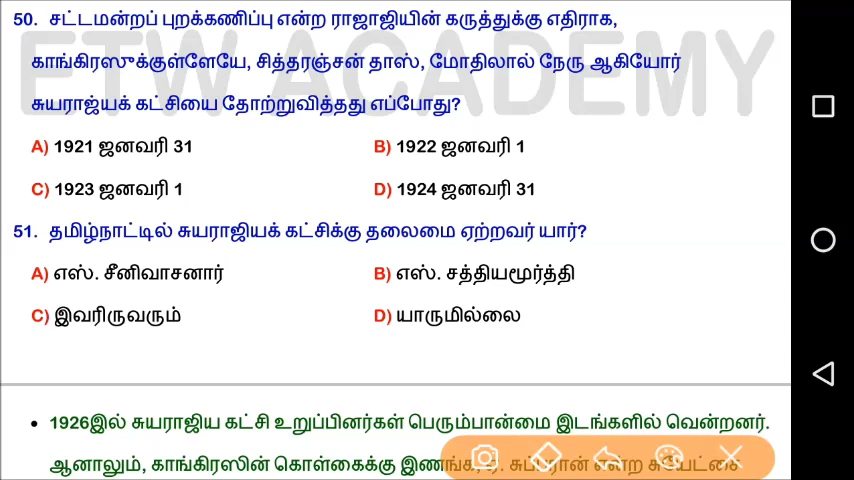 ETW ACADEMY
50. சட்டமன்றப் புறக்கணிப்பு என்ற ராஜாஜியின் கருத்துக்கு எதிராக,
காங்கிரஸுக்குள்ளேயே, சித்தரஞ்சன் தாஸ், மோதிலால் நேரு ஆகியோர்
சுயராஜ்யக் கட்சியை தோற்றுவித்தது எப்போது?
A) 1921 ஜனவரி 31 B) 1922 ஜனவரி 1
C) 1923 ஜனவரி 1 D) 1924 ஜனவரி 31
51. தமிழ்நாட்டில் சுயராஜியக் கட்சிக்கு தலைமை ஏற்றவர் யார்?
A) எஸ். சீனிவாசனார் B) எஸ். சத்தியமூர்த்தி
C) இவரிருவரும் D) யாருமில்லை
• 1926இல் சுயராஜிய கட்சி உறுப்பினர்கள் பெரும்பான்மை இடங்களில் வென்றனர்.
ஆனாலும், காங்கிரஸின் கொள்கைக்கு இணங்க, என்ற